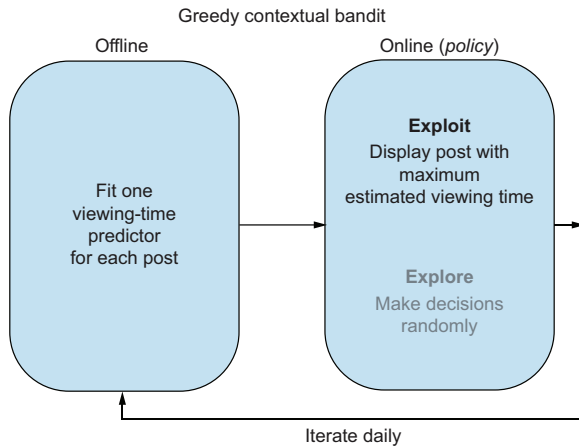 Greedy contextual bandit
Offline
Online (policy)
Fit one
viewing-time
predictor
for each post
Exploit
Display post with
maximum
estimated viewing time
Explore
Make decisions
randomly
Iterate daily